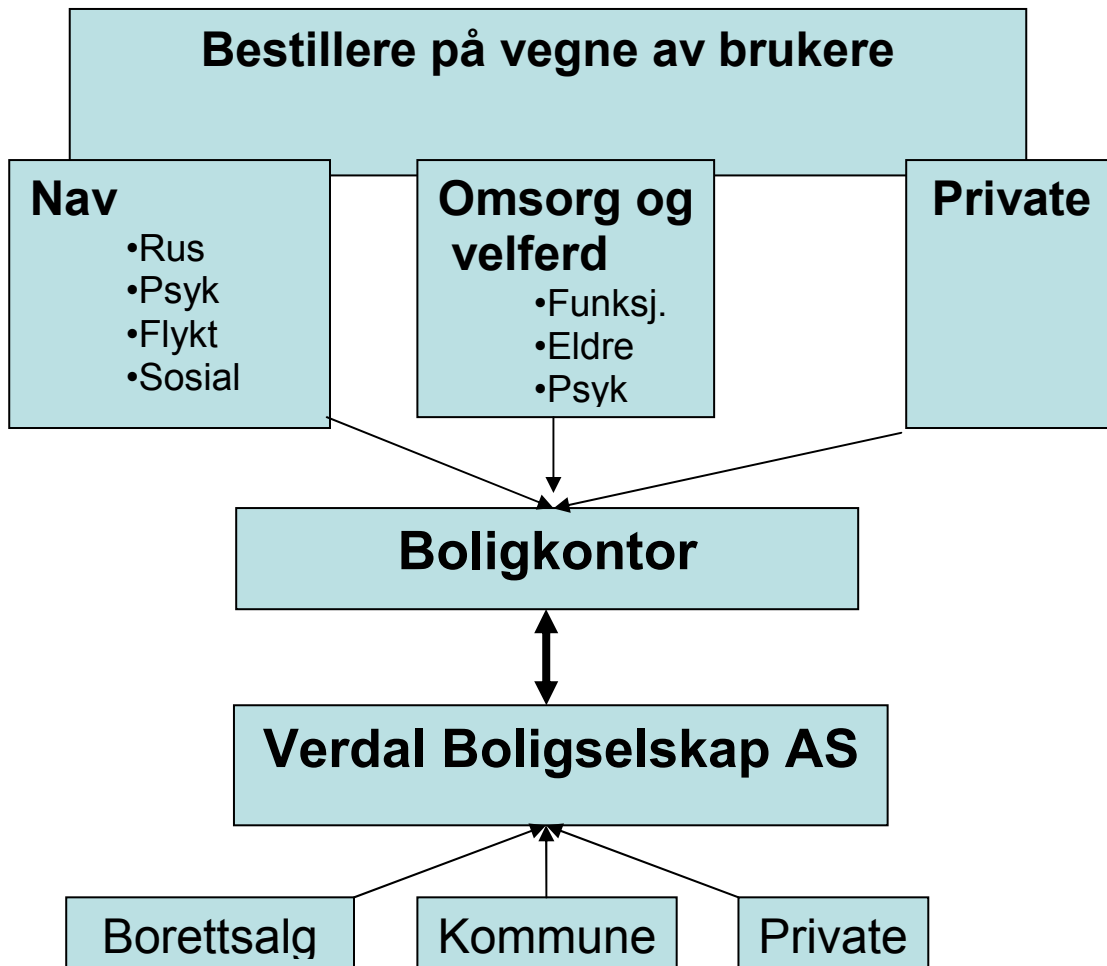 Bestillere på vegne av brukere
Nav
•Rus
•Psyk
•Flykt
•Sosial
Omsorg og
velferd
•Funksj.
•Eldre
•Psyk
Private
Boligkontor
Verdal Boligselskap AS
Borettsalg
Kommune
Private